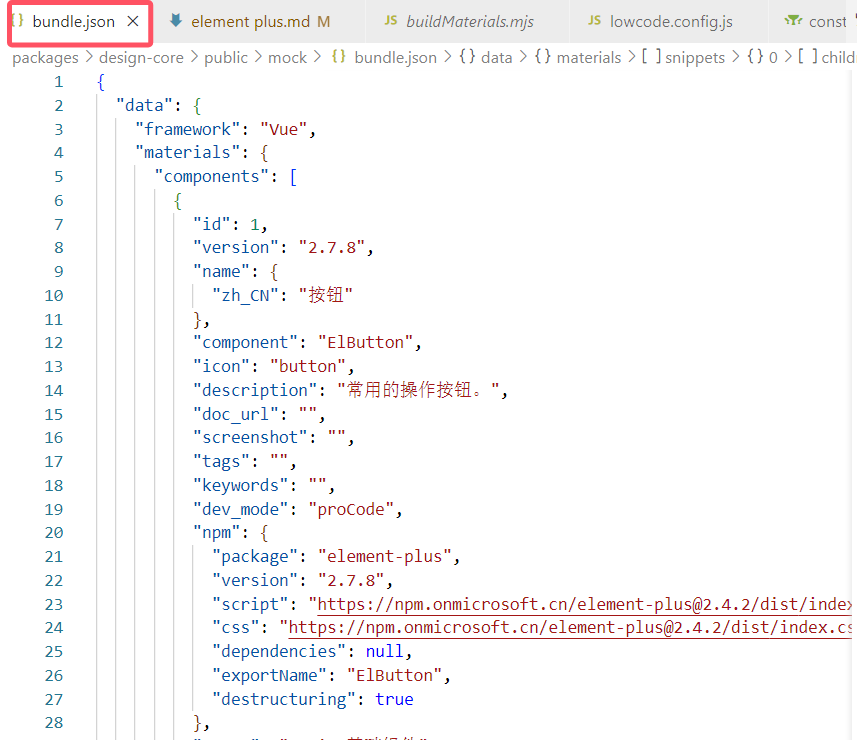 {} bundle.json × element plus.md M JS buildMaterials.mjs JS lowcode.config.js const
packages > design-core > public > mock > {} bundle.json > {} data > {} materials > [ ] snippets > {} 0 > [ ] child
1 {
2 "data": {
3 "framework": "Vue",
4 "materials": {
5 "components": [
6 {
7 "id": 1,
8 "version": "2.7.8",
9 "name": {
10 "zh_CN": "按钮"
11 },
12 "component": "ElButton",
13 "icon": "button",
14 "description": "常用的操作按钮。",
15 "doc_url": "",
16 "screenshot": "",
17 "tags": "",
18 "keywords": "",
19 "dev_mode": "proCode",
20 "npm": {
21 "package": "element-plus",
22 "version": "2.7.8",
23 "script": "https://npm.onmicrosoft.cn/element-plus@2.4.2/dist/index
24 "css": "https://npm.onmicrosoft.cn/element-plus@2.4.2/dist/index.cs
25 "dependencies": null,
26 "exportName": "ElButton",
27 "destructuring": true
28 },